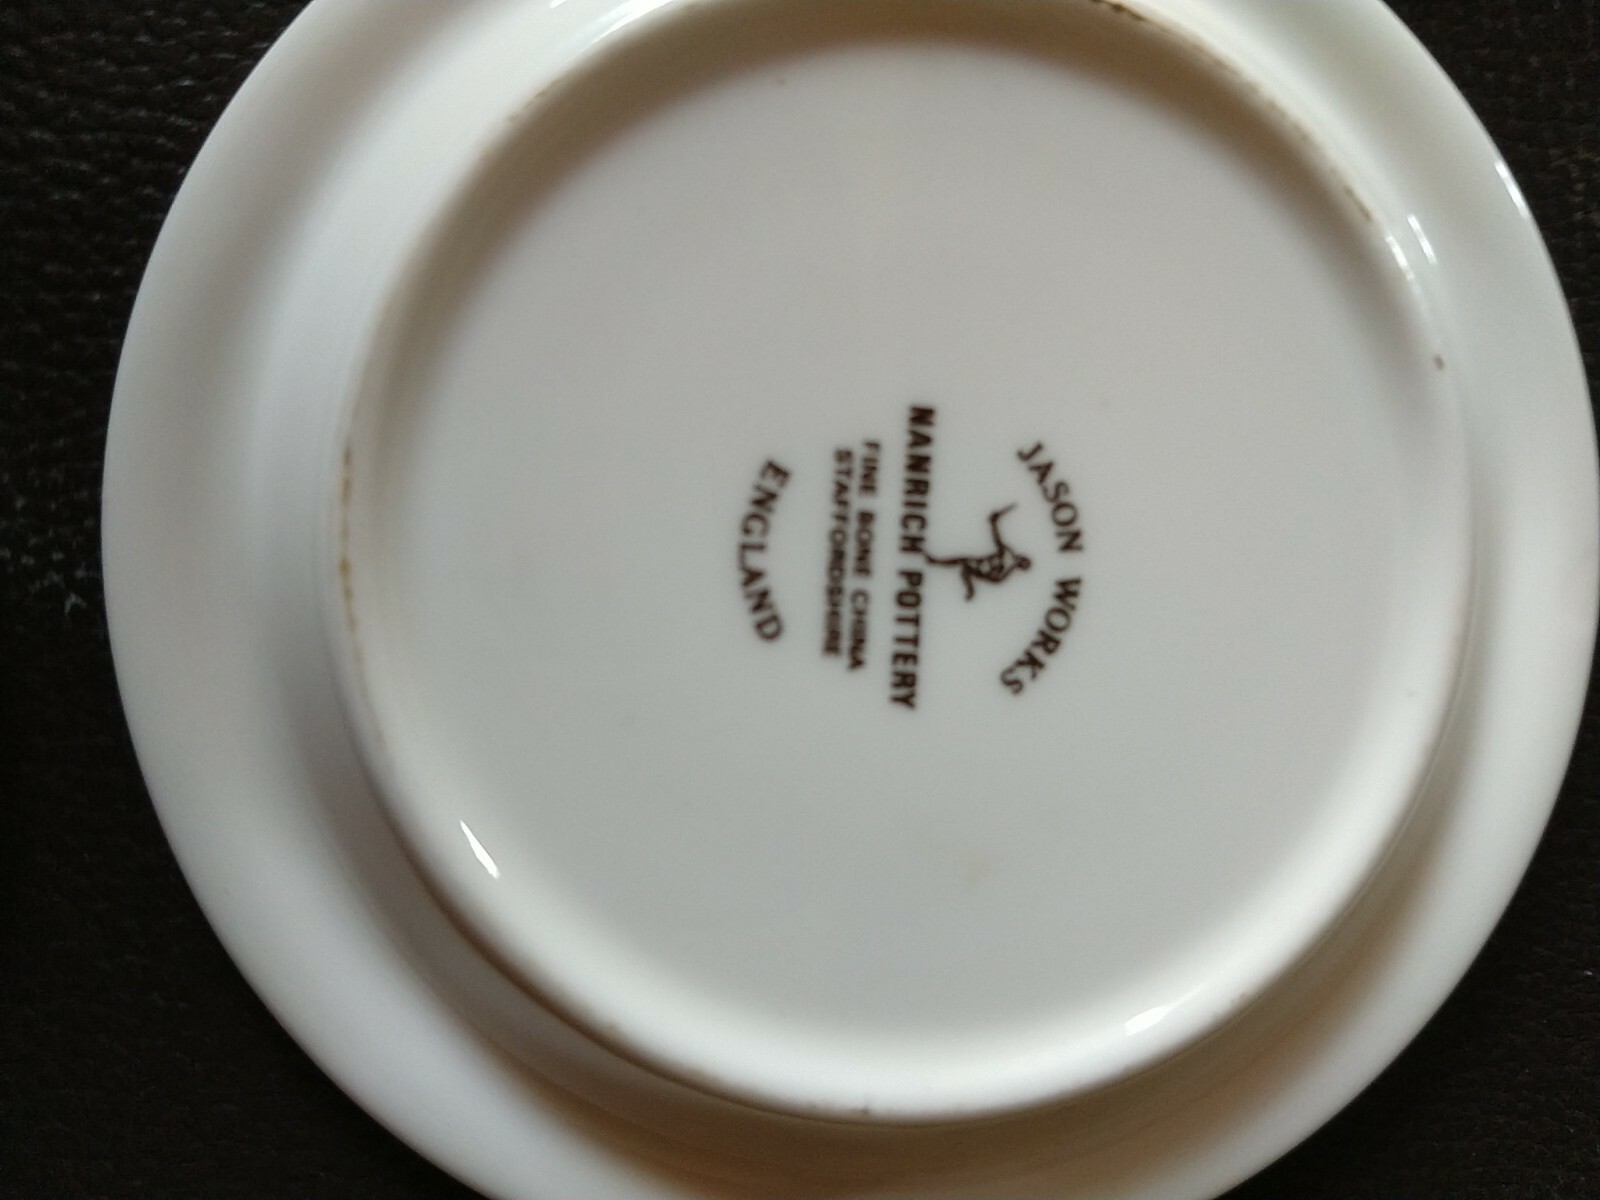 JASON WORKS
NANRICH POTTERY
FINE BONE CHINA
STAFFORDSHIRE
ENGLAND